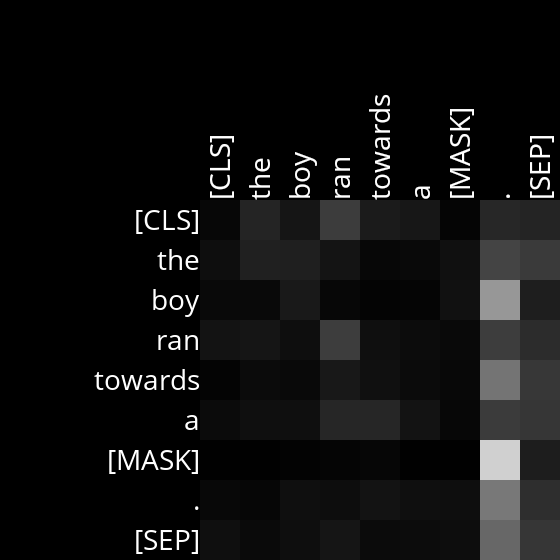 [CLS] the boy ran towards a [MASK] . [SEP]
[CLS]
the
boy
ran
towards
a
[MASK]
.
[SEP]